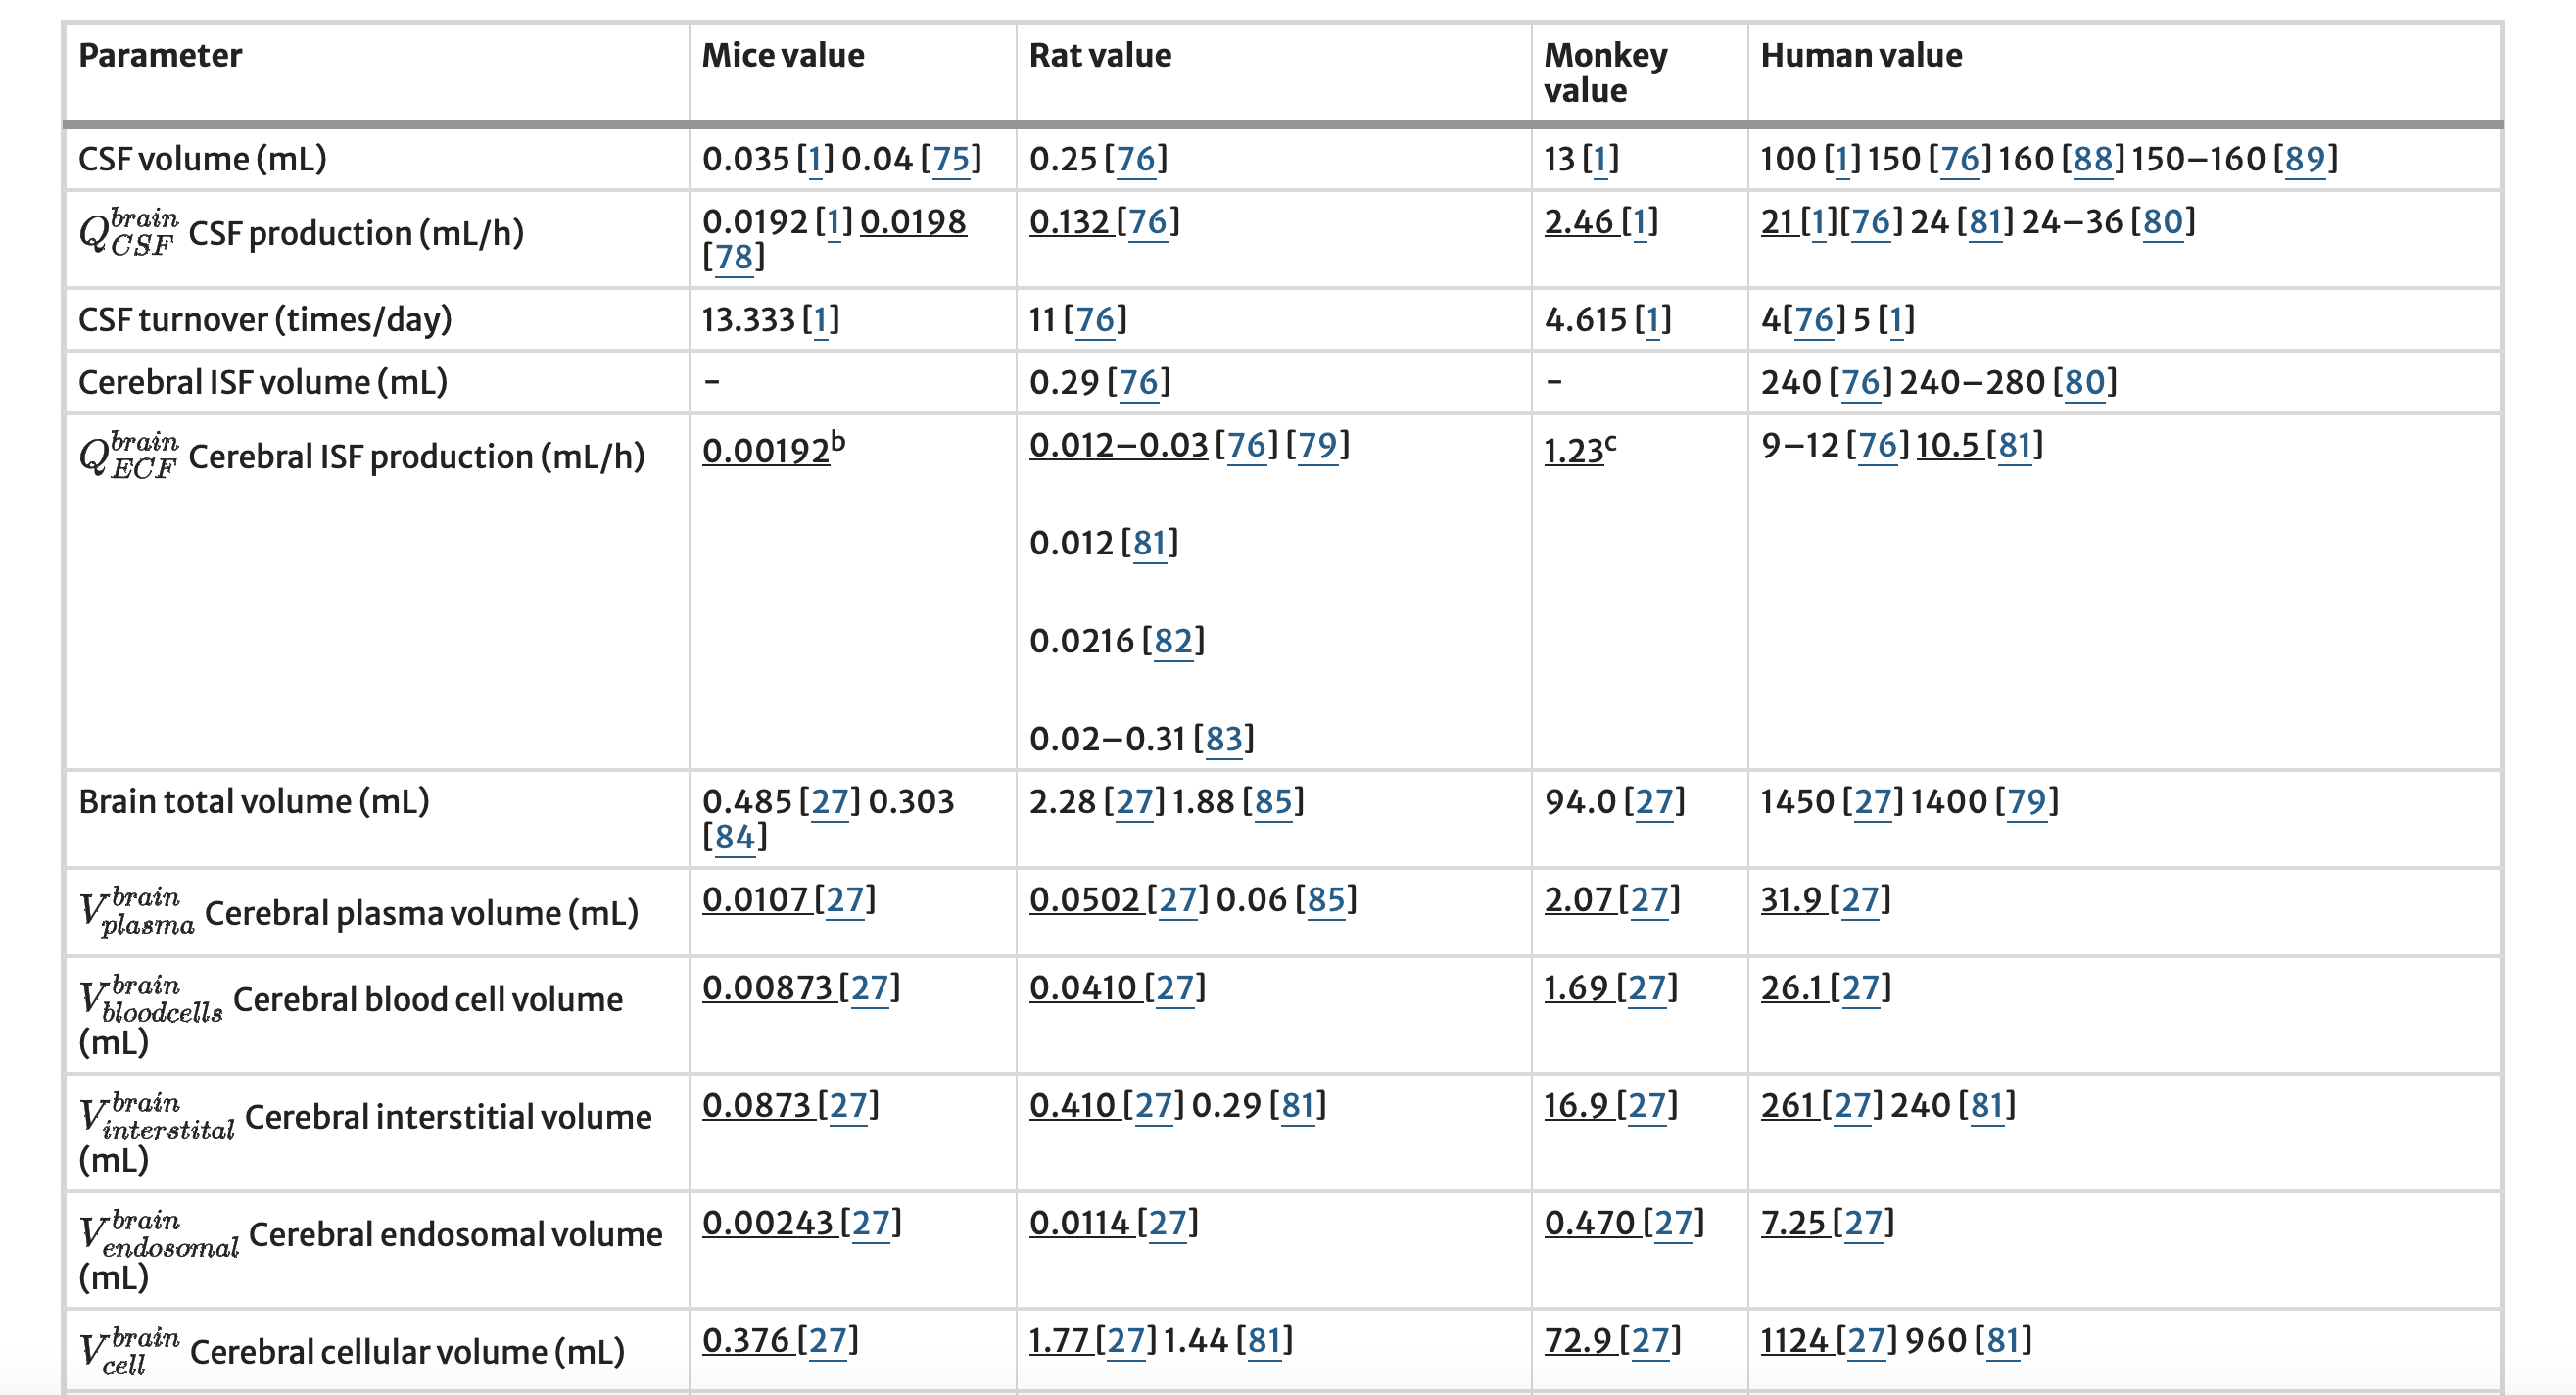 Parameter Mice value Rat value Monkey value Human value
CSF volume (mL) 0.035 [1] 0.04 [75] 0.25 [76] 13 [1] 100 [1] 150 [76] 160 [88] 150–160 [89]
Q_{CSF}^{brain} CSF production (mL/h) 0.0192 [1] 0.0198 [78] 0.132 [76] 2.46 [1] 21 [1][76] 24 [81] 24–36 [80]
CSF turnover (times/day) 13.333 [1] 11 [76] 4.615 [1] 4[76] 5 [1]
Cerebral ISF volume (mL) – 0.29 [76] – 240 [76] 240–280 [80]
Q_{ECF}^{brain} Cerebral ISF production (mL/h) 0.00192^b 0.012–0.03 [76] [79] 1.23^c 9–12 [76] 10.5 [81]
0.012 [81]
0.0216 [82]
0.02–0.31 [83]
Brain total volume (mL) 0.485 [27] 0.303 [84] 2.28 [27] 1.88 [85] 94.0 [27] 1450 [27] 1400 [79]
V_{plasma}^{brain} Cerebral plasma volume (mL) 0.0107 [27] 0.0502 [27] 0.06 [85] 2.07 [27] 31.9 [27]
V_{bloodcells}^{brain} Cerebral blood cell volume (mL) 0.00873 [27] 0.0410 [27] 1.69 [27] 26.1 [27]
V_{interstital}^{brain} Cerebral interstitial volume (mL) 0.0873 [27] 0.410 [27] 0.29 [81] 16.9 [27] 261 [27] 240 [81]
V_{endosomal}^{brain} Cerebral endosomal volume (mL) 0.00243 [27] 0.0114 [27] 0.470 [27] 7.25 [27]
V_{cell}^{brain} Cerebral cellular volume (mL) 0.376 [27] 1.77 [27] 1.44 [81] 72.9 [27] 1124 [27] 960 [81]